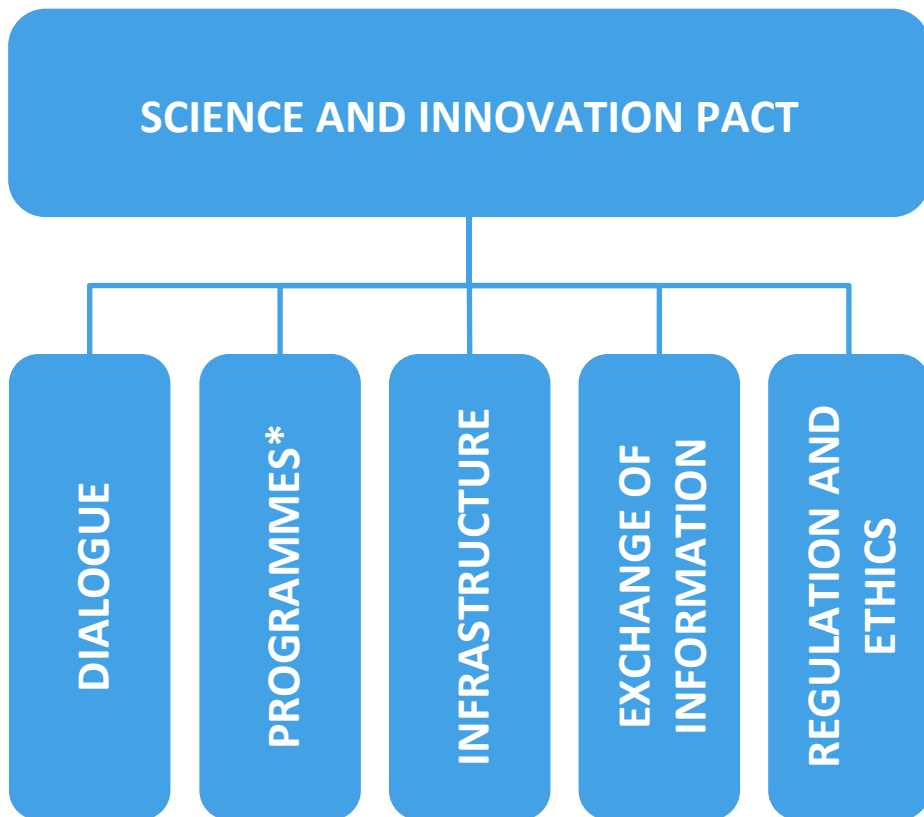 SCIENCE AND INNOVATION PACT
DIALOGUE
PROGRAMMES*
INFRASTRUCTURE
EXCHANGE OF
INFORMATION
REGULATION AND
ETHICS